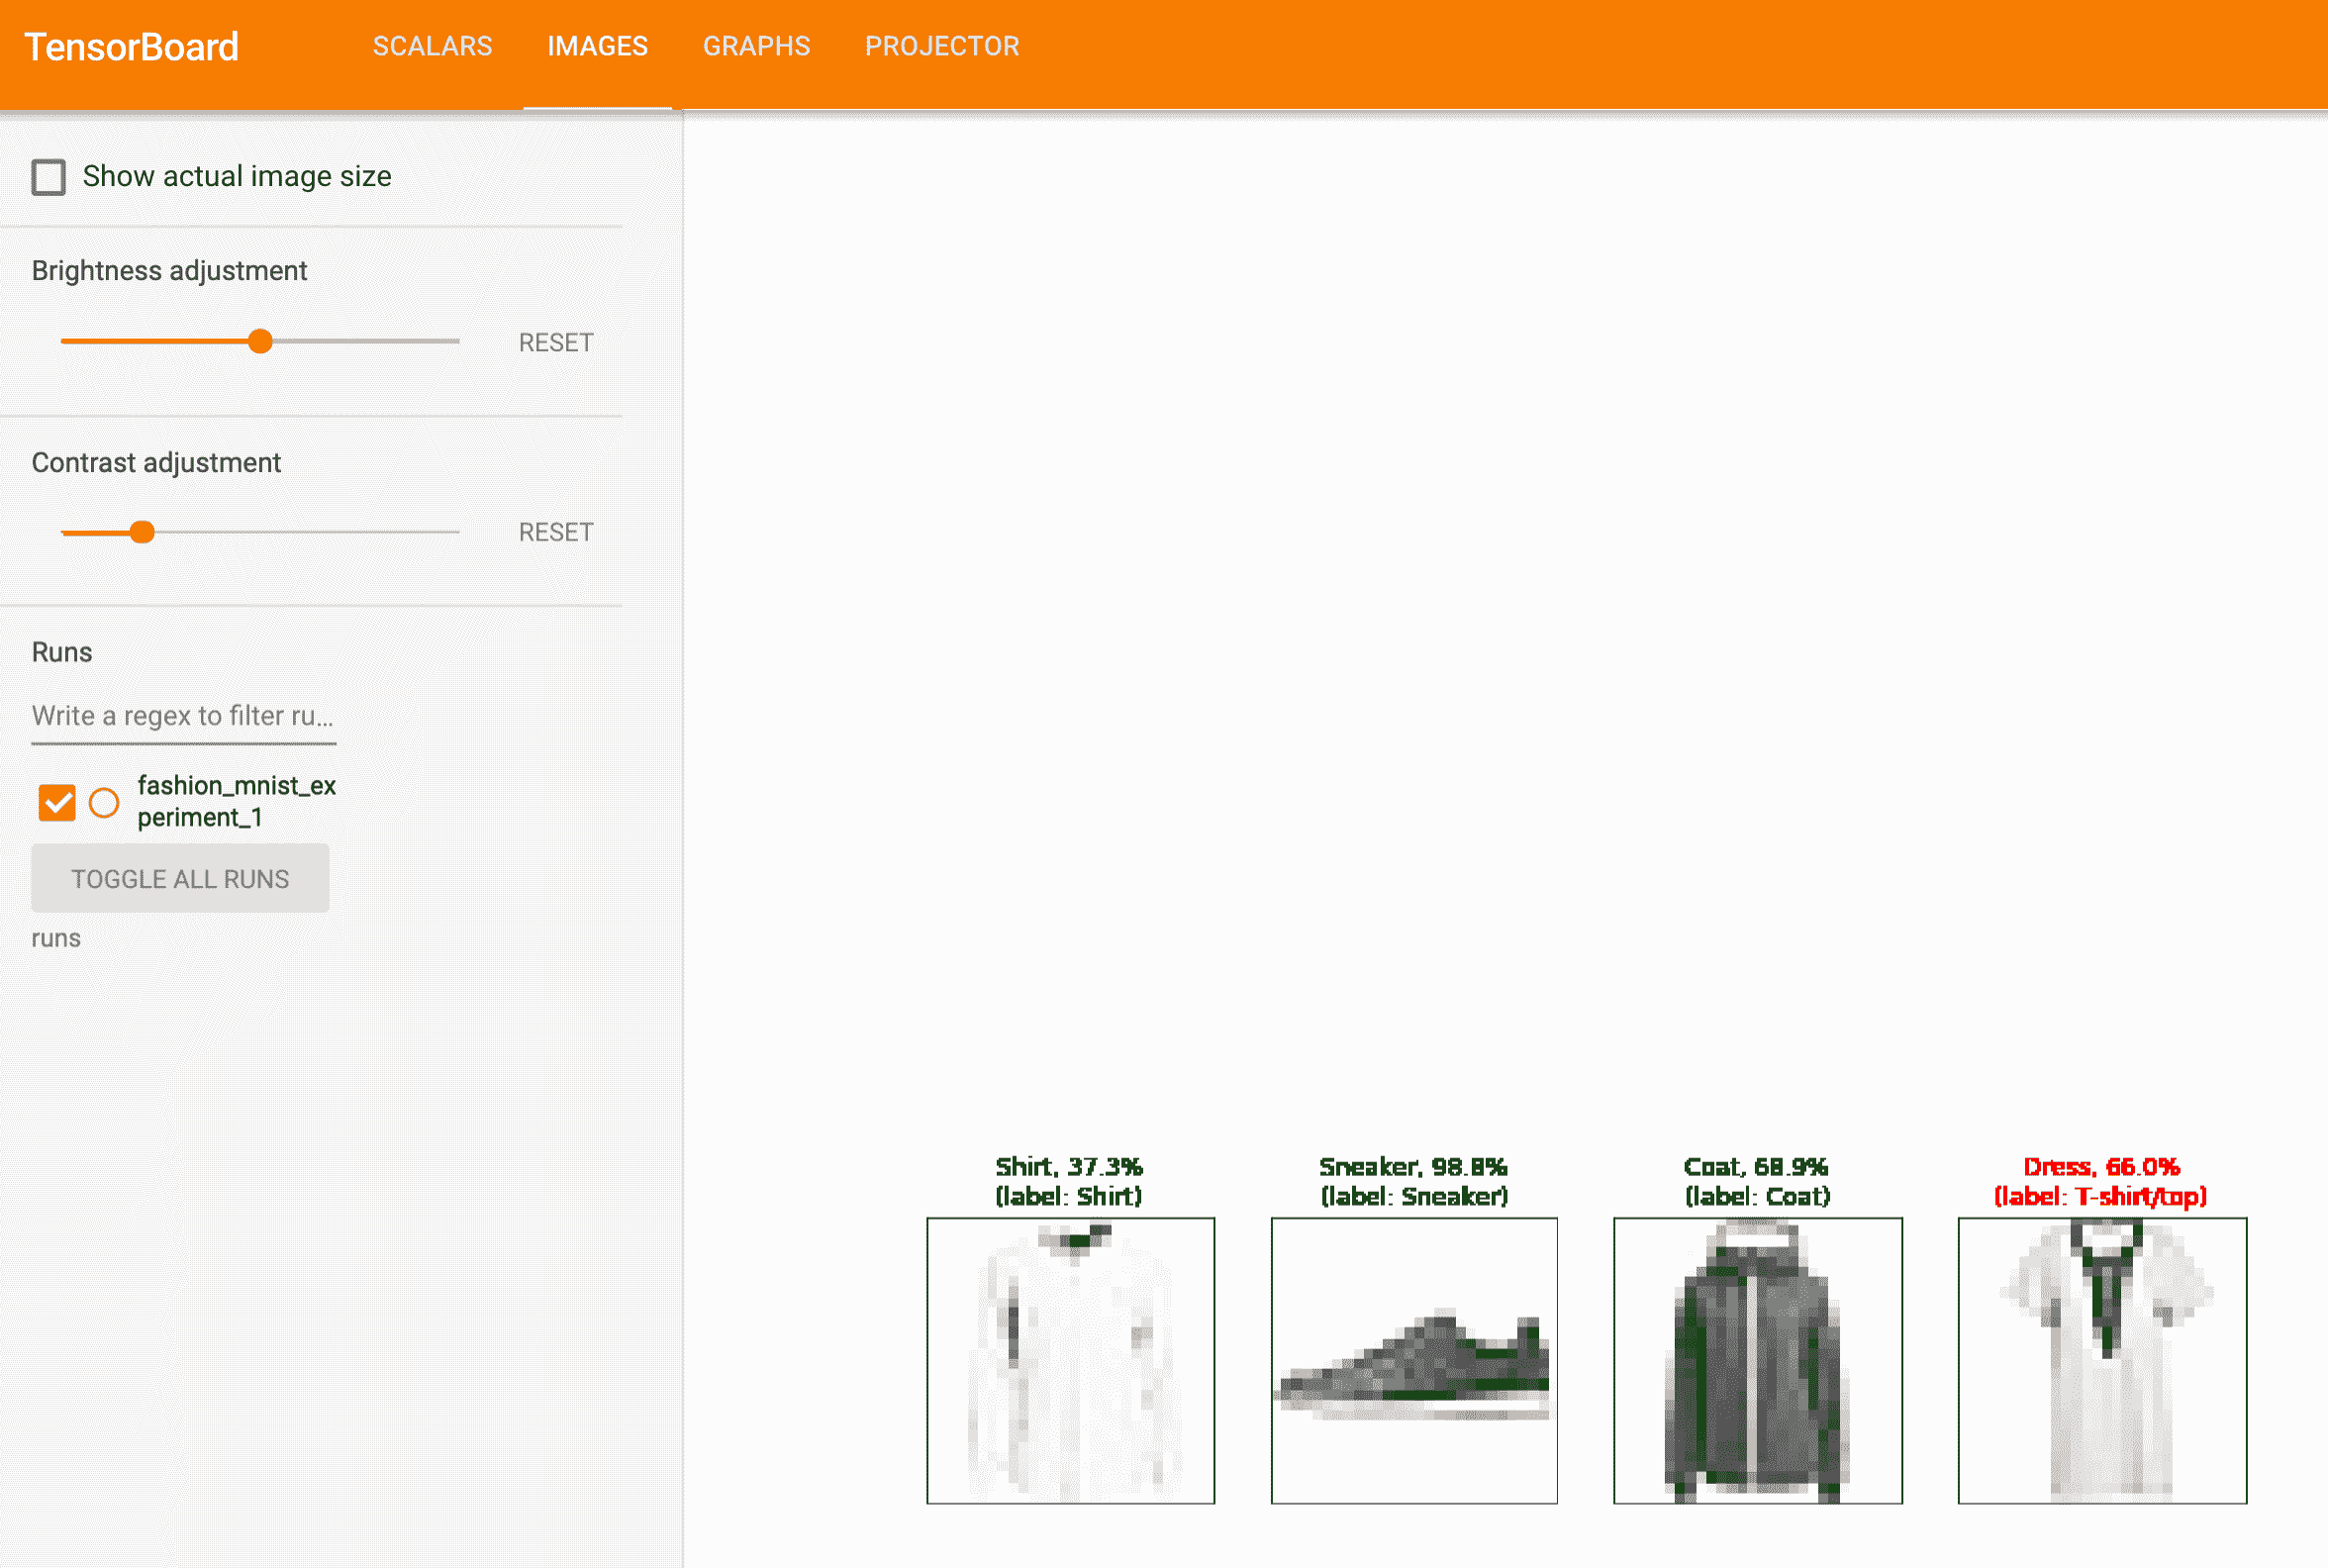 TensorBoard
SCALARS
IMAGES
GRAPHS
PROJECTOR
Show actual image size
Brightness adjustment
RESET
Contrast adjustment
RESET
Runs
Write a regex to filter ru...
fashion_mnist_ex
periment_1
TOGGLE ALL RUNS
runs
Shirt, 37.3%
(label: Shirt)
Sneaker, 98.8%
(label: Sneaker)
Coat, 68.9%
(label: Coat)
Dress, 66.0%
(label: T-shirt/top)